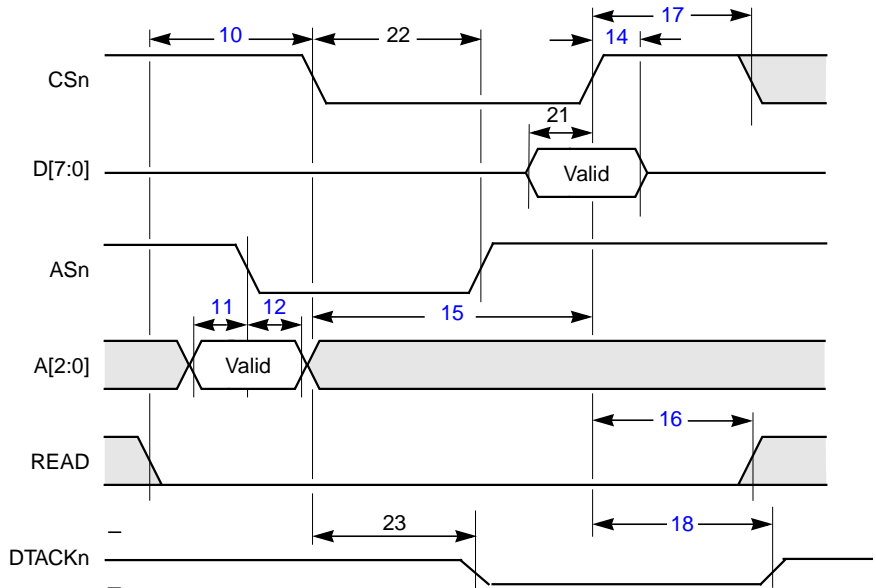 17
10 22 14
CSn
21
D[7:0] Valid
ASn
11 12 15
A[2:0] Valid
16
READ
23 18
DTACKn